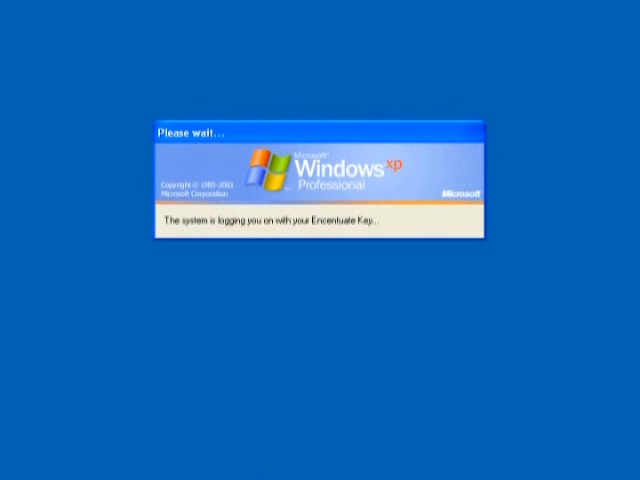 Please wait...
Microsoft®
Windows xp
Professional
Copyright © 1985-2001
Microsoft Corporation
Microsoft
The system is logging you on with your Encentuate Key...